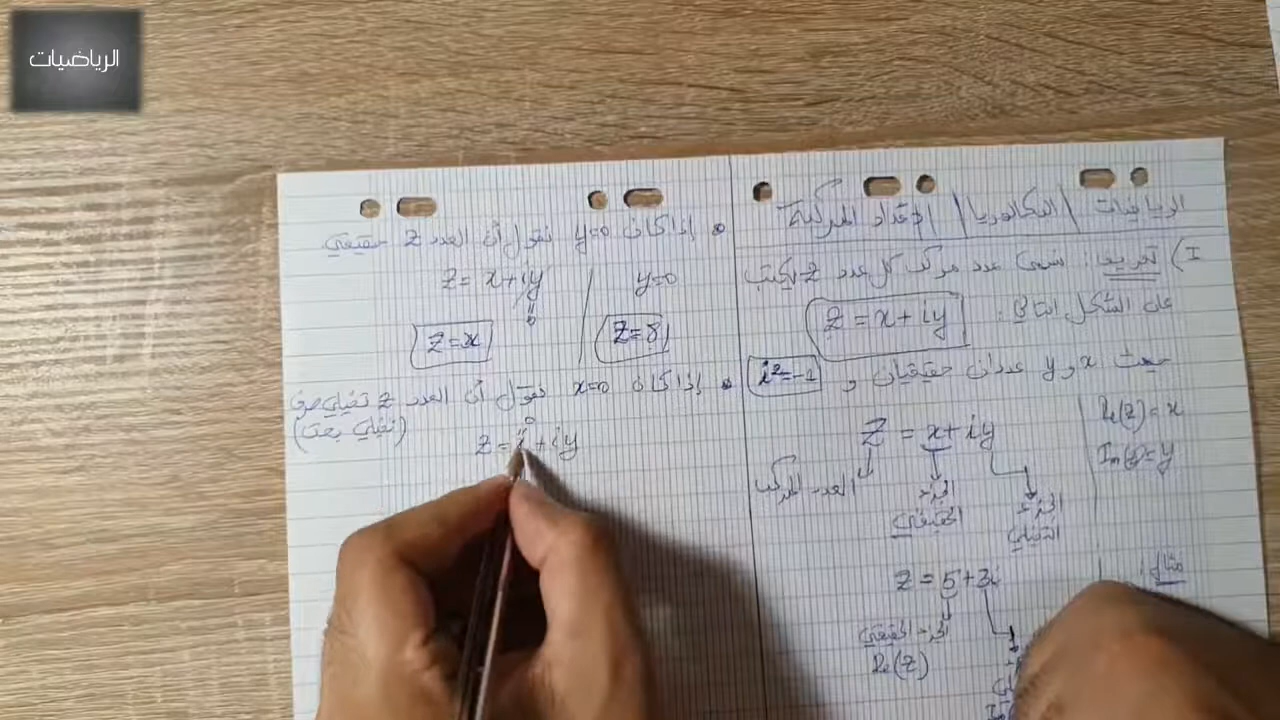 الرياضيات
الرياضيات / البكالوريا / الأعداد المركبة
I) تعريف: نسمي عدد مركب كل عدد Z يكتب
على الشكل التالي:
Z = x + iy
حيث x و y عددان حقيقيان و i²=-1
Z = x + iy
Re(z) = x
Im(z) = y
العدد المركب
الجزء الحقيقي
الجزء التخيلي
مثال:
Z = 5 + 3i
الجزء الحقيقي
Re(z)
• إذا كان y=0 نقول أن العدد Z حقيقي
Z = x + iy
0
y=0
Z = x
Z = 8
• إذا كان x=0 نقول أن العدد Z تخيلي صرف
(تخيلي بحت)
0
Z = x + iy